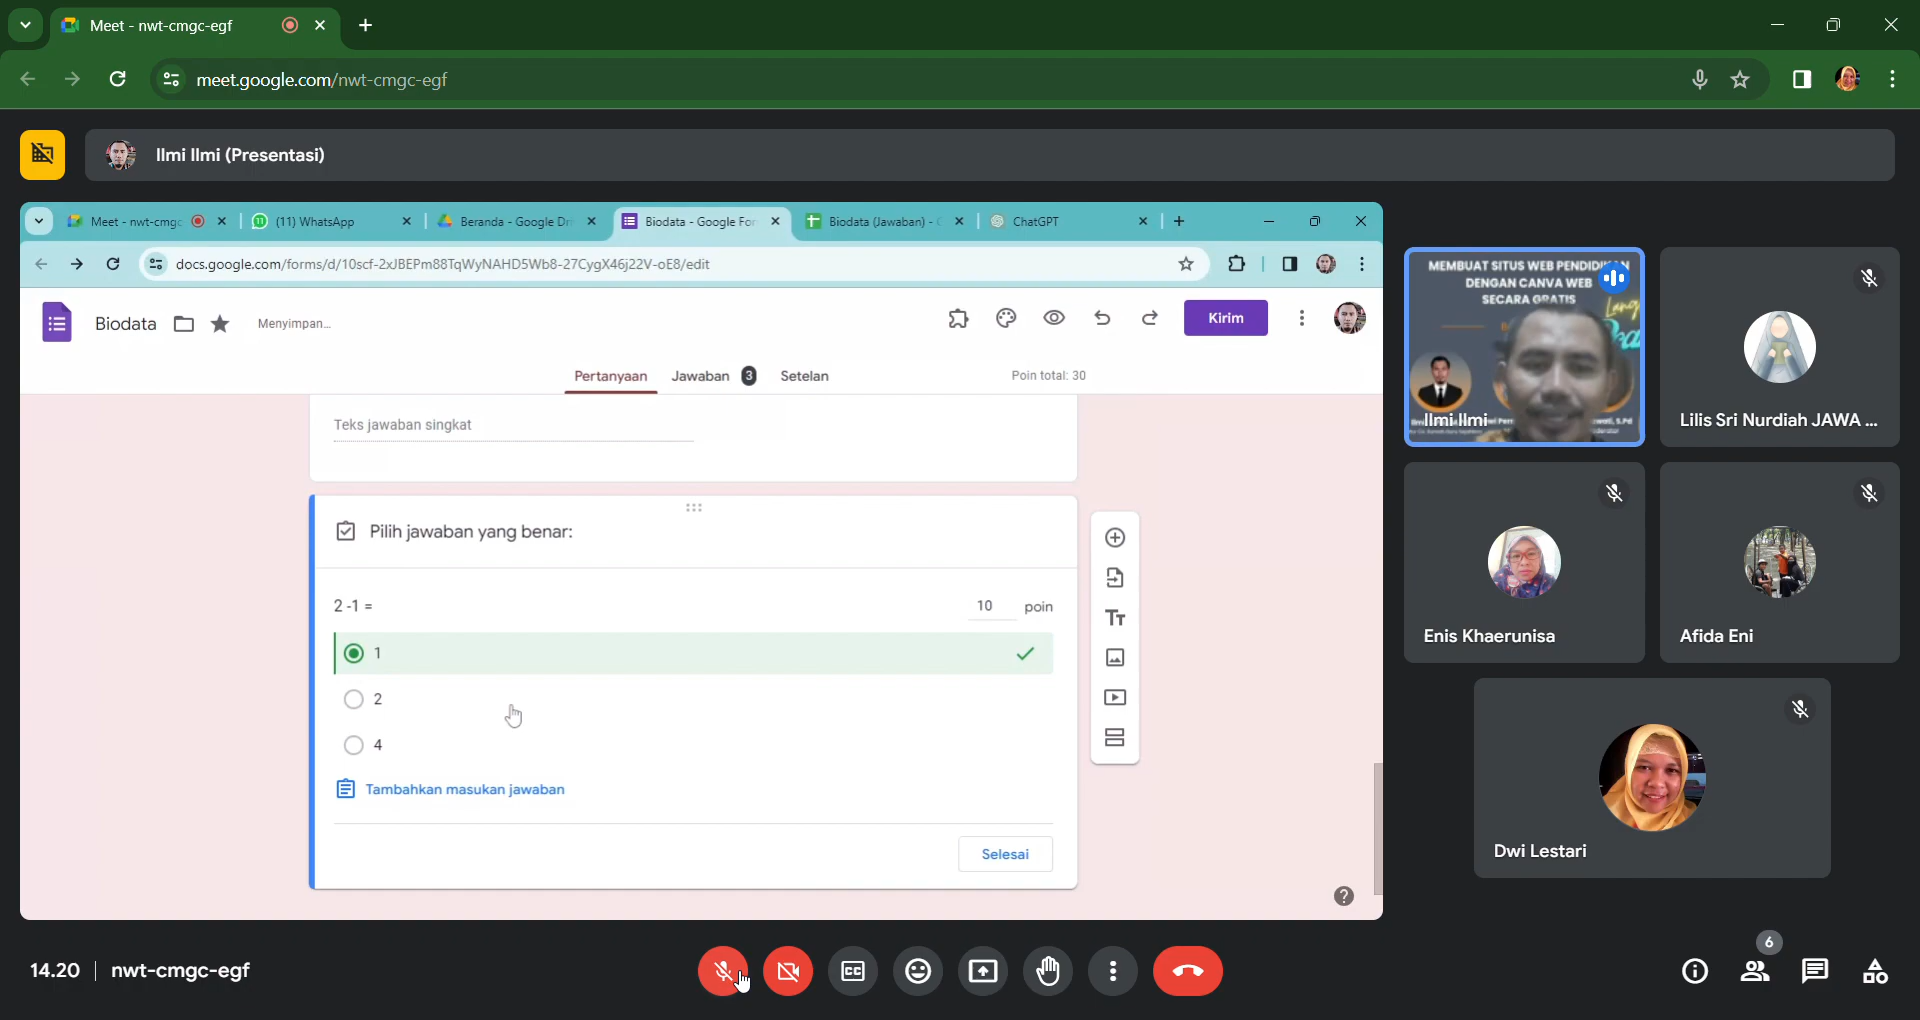 Meet - nwt-cmgc-egf
meet.google.com/nwt-cmgc-egf
Ilmi Ilmi (Presentasi)
Meet - nwt-cmgc
(11) WhatsApp
Beranda - Google Dr
Biodata - Google For
Biodata (Jawaban) - G
ChatGPT
docs.google.com/forms/d/10scf-2xJBEPm88TqWyNAHD5Wb8-27CygX46j22V-oE8/edit
Biodata
Menyimpan...
Kirim
Pertanyaan
Jawaban 3
Setelan
Poin total: 30
Teks jawaban singkat
Pilih jawaban yang benar:
2 -1 =
10 poin
1
2
4
Tambahkan masukan jawaban
Selesai
MEMBUAT SITUS WEB PENDIDI
DENGAN CANVA WEB
SECARA GRATIS
Ilmi Ilmi
Lilis Sri Nurdiah JAWA ...
Enis Khaerunisa
Afida Eni
Dwi Lestari
14.20
nwt-cmgc-egf
6